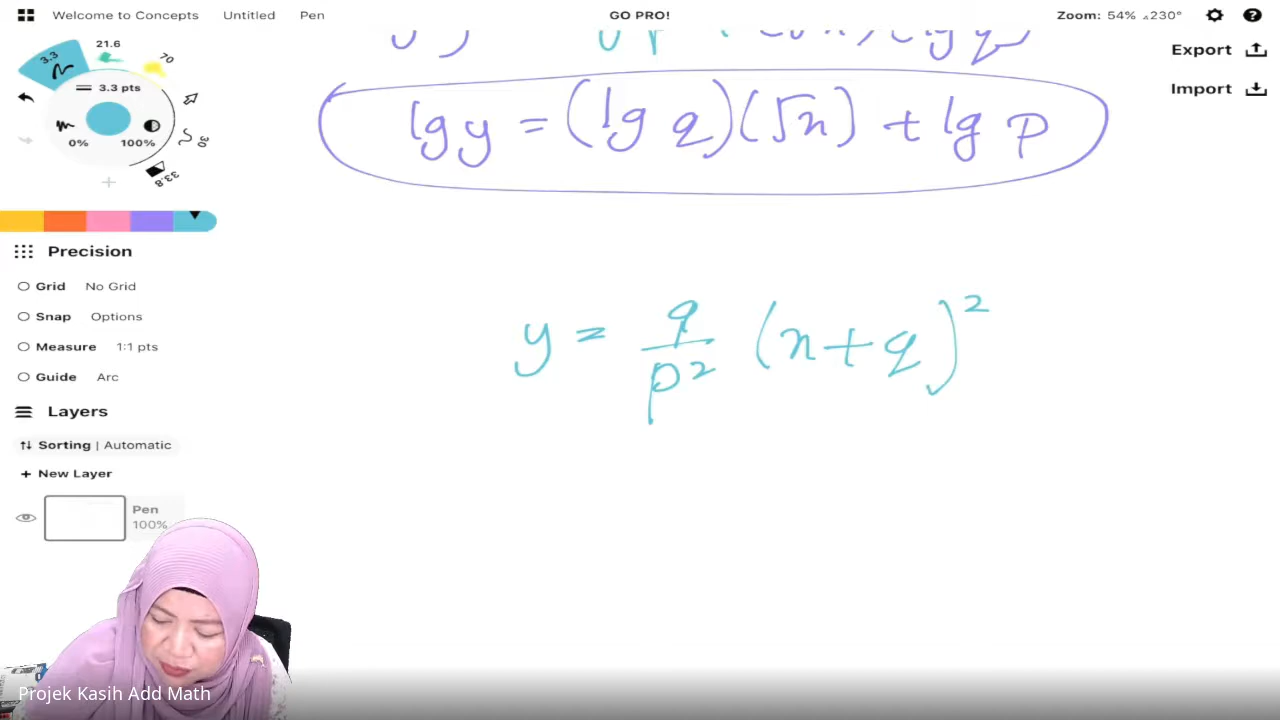 Welcome to Concepts Untitled Pen GO PRO! Zoom: 54% 230°
Export
Import
3.3
21.6
70
3.3 pts
0% 100%
30
33.8
Precision
Grid No Grid
Snap Options
Measure 1:1 pts
Guide Arc
Layers
Sorting | Automatic
+ New Layer
Pen
100%
lg y = (lg q)(√x) + lg p
y = q/p² (x+q)²
Projek Kasih Add Math